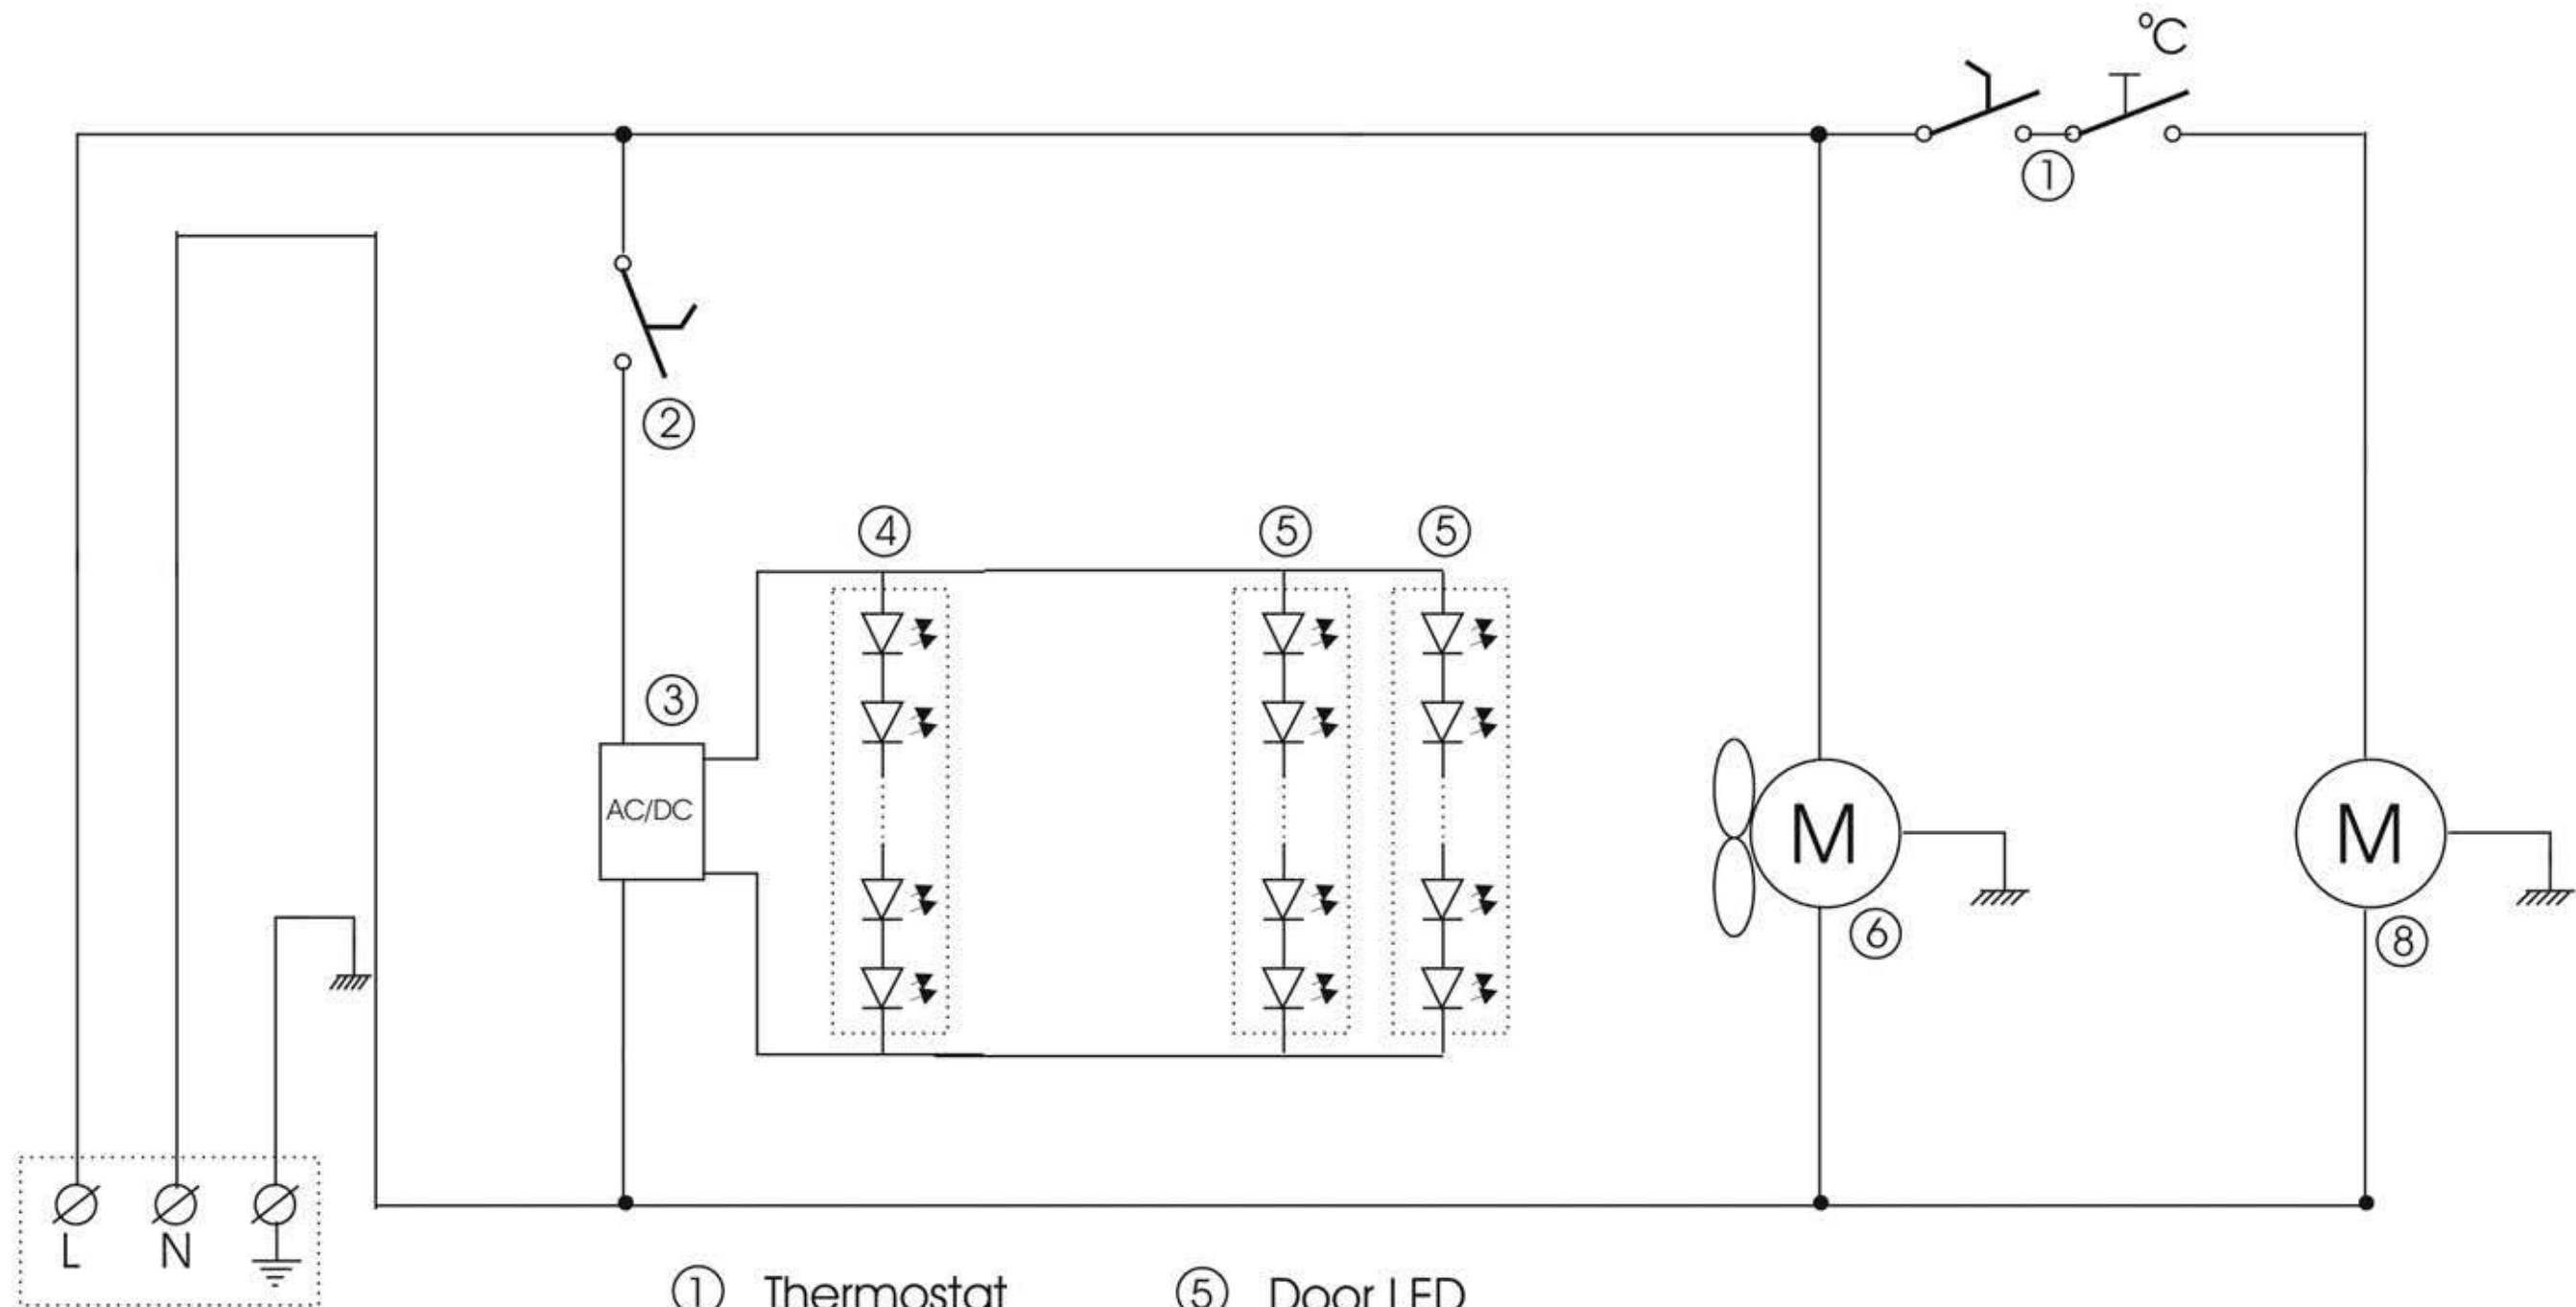 °C
①
②
④ ⑤ ⑤
③
AC/DC
M M
⑥ ⑧
L N
① Thermostat ⑤ Door LED